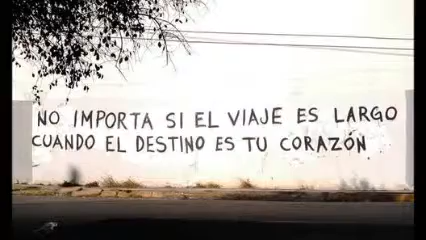 NO IMPORTA SI EL VIAJE ES LARGO
CUANDO EL DESTINO ES TU CORAZÓN